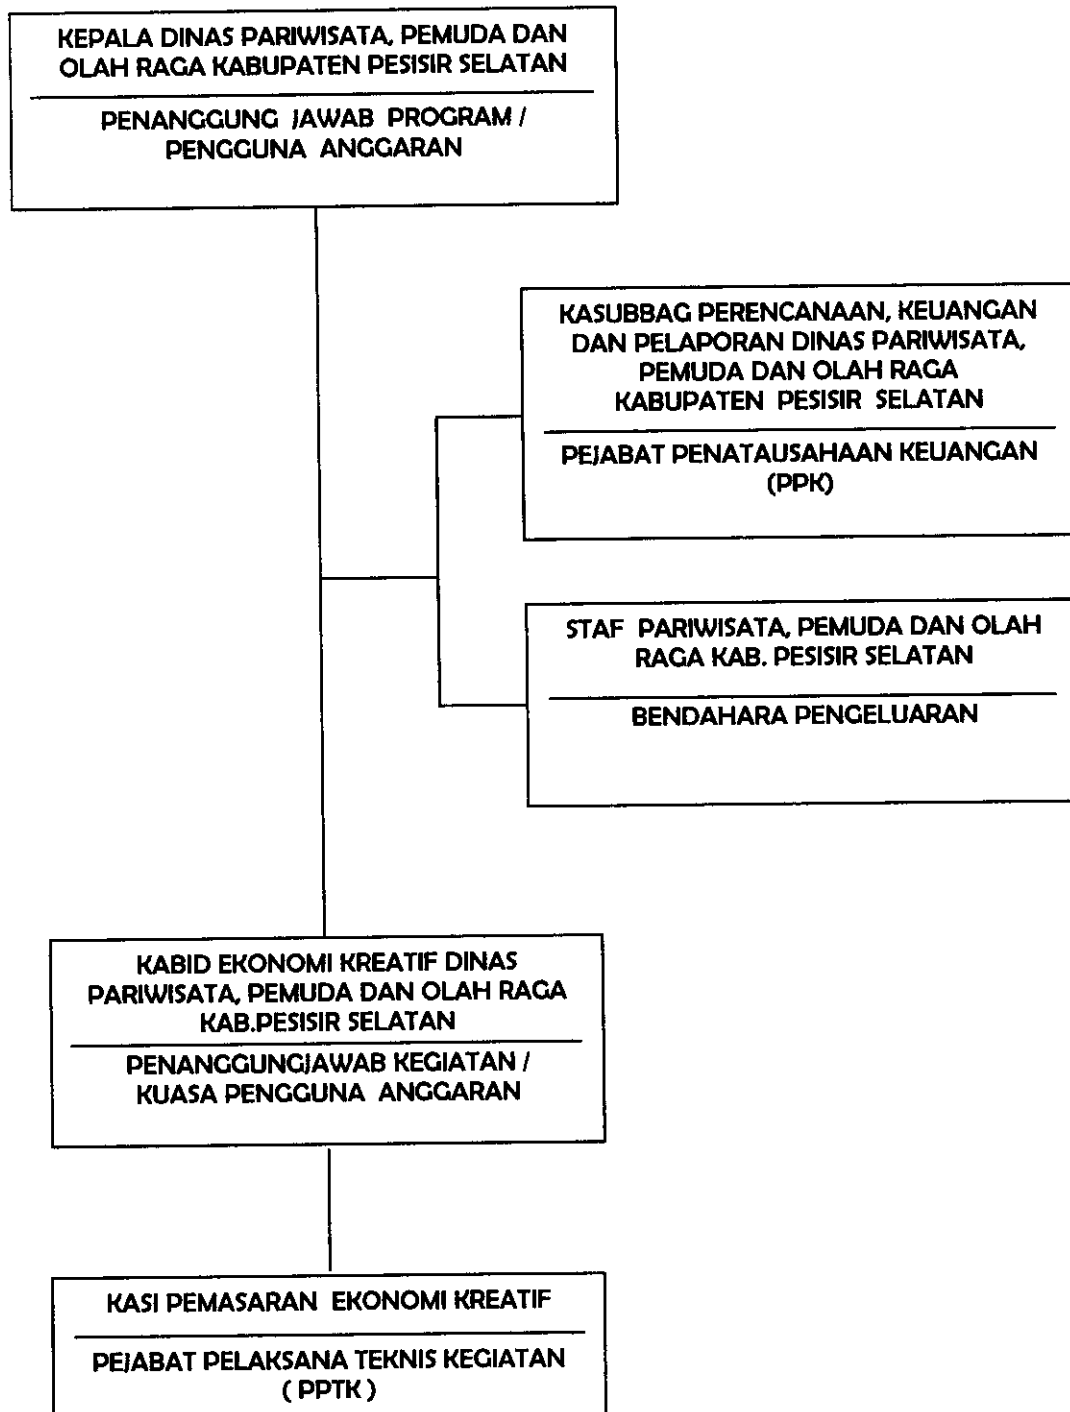 KEPALA DINAS PARIWISATA, PEMUDA DAN
OLAH RAGA KABUPATEN PESISIR SELATAN
PENANGGUNG JAWAB PROGRAM /
PENGGUNA ANGGARAN
KASUBBAG PERENCANAAN, KEUANGAN
DAN PELAPORAN DINAS PARIWISATA,
PEMUDA DAN OLAH RAGA
KABUPATEN PESISIR SELATAN
PEJABAT PENATAUSAHAAN KEUANGAN
(PPK)
STAF PARIWISATA, PEMUDA DAN OLAH
RAGA KAB. PESISIR SELATAN
BENDAHARA PENGELUARAN
KABID EKONOMI KREATIF DINAS
PARIWISATA, PEMUDA DAN OLAH RAGA
KAB.PESISIR SELATAN
PENANGGUNGJAWAB KEGIATAN /
KUASA PENGGUNA ANGGARAN
KASI PEMASARAN EKONOMI KREATIF
PEJABAT PELAKSANA TEKNIS KEGIATAN
( PPTK )